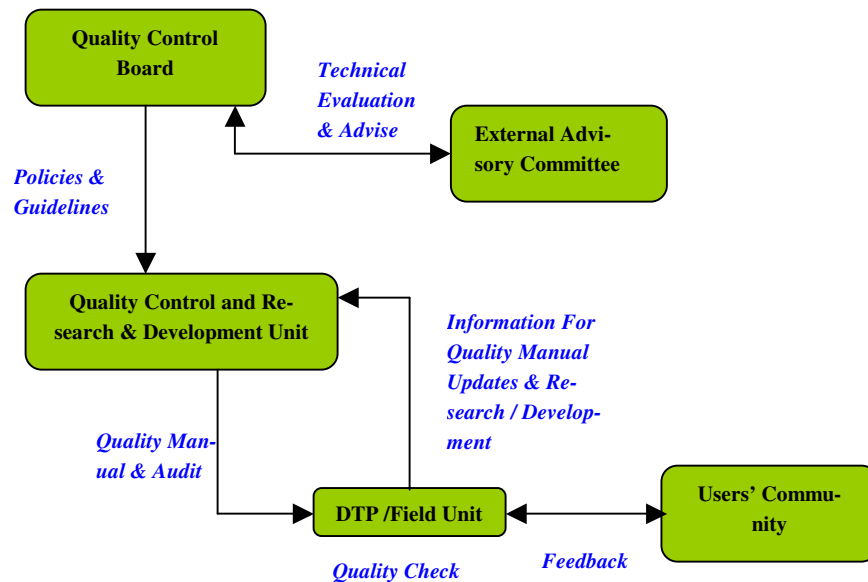 Quality Control
Board
Technical
Evaluation
& Advise
External Advi-
sory Committee
Policies &
Guidelines
Quality Control and Re-
search & Development Unit
Information For
Quality Manual
Updates & Re-
search / Develop-
ment
Quality Man-
ual & Audit
DTP /Field Unit
Users' Commu-
nity
Quality Check
Feedback